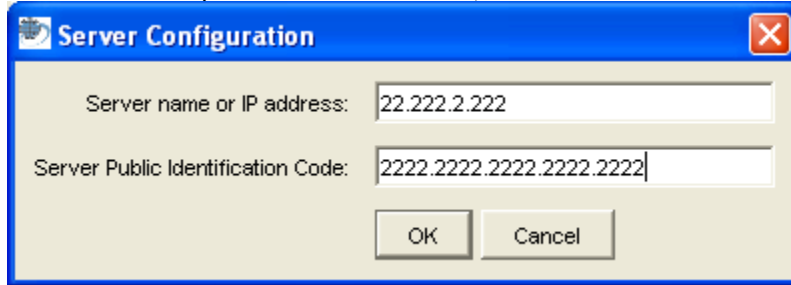 Server Configuration
Server name or IP address: 22.222.2.222
Server Public Identification Code: 2222.2222.2222.2222.2222
OK Cancel